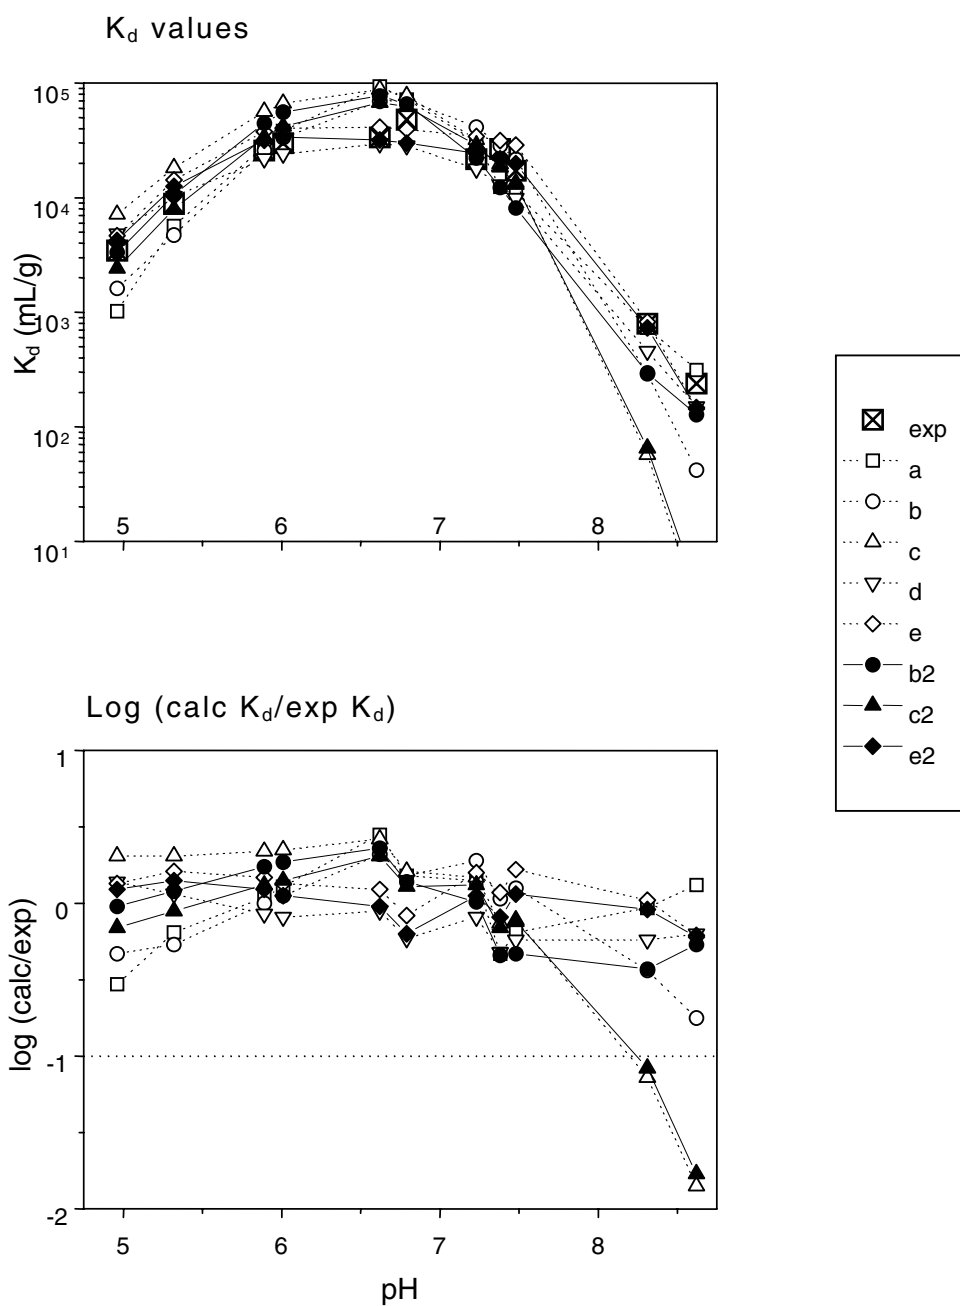 Kd values
105
104
103
102
101
Kd (mL/g)
5 6 7 8
exp
a
b
c
d
e
b2
c2
e2
Log (calc Kd/exp Kd)
1
0
-1
-2
log (calc/exp)
5 6 7 8
pH